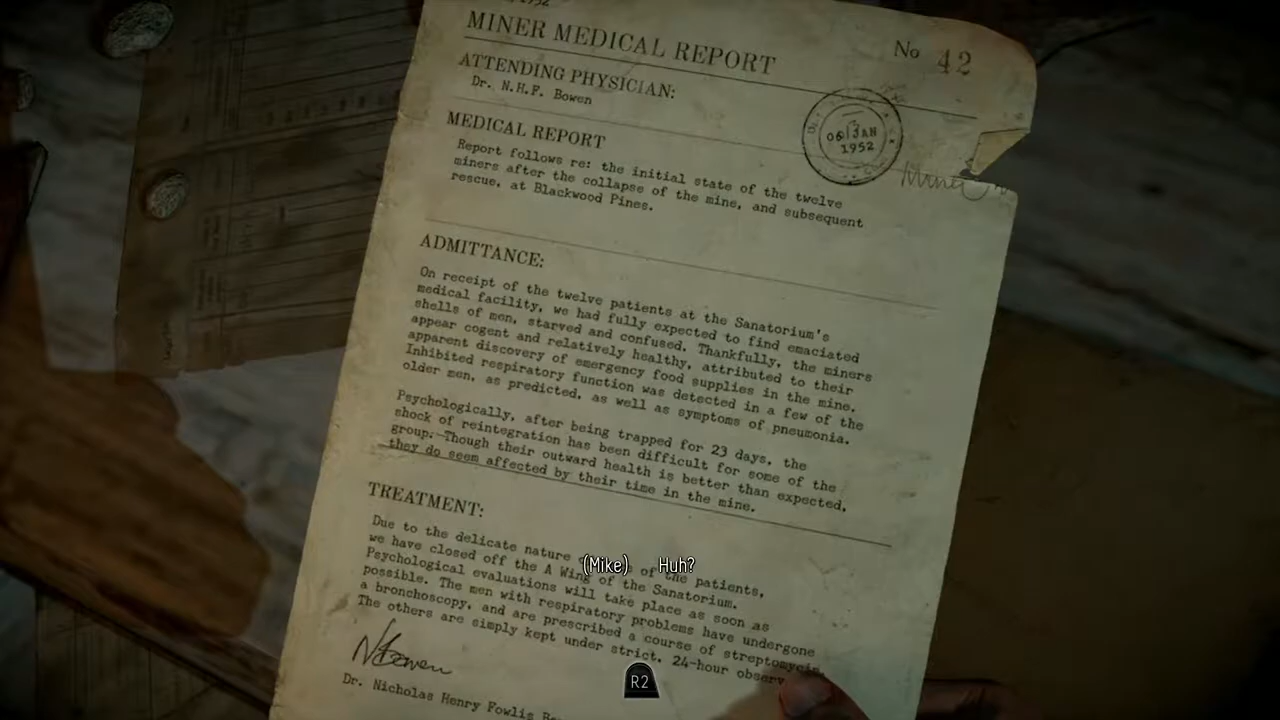 1952
MINER MEDICAL REPORT
No 42
ATTENDING PHYSICIAN:
Dr. N.H.F. Bowen
06 JAN
1952
MEDICAL REPORT
Report follows re: the initial state of the twelve
miners after the collapse of the mine, and subsequent
rescue, at Blackwood Pines.
Miner
ADMITTANCE:
On receipt of the twelve patients at the Sanatorium's
medical facility, we had fully expected to find emaciated
shells of men, starved and confused. Thankfully, the miners
appear cogent and relatively healthy, attributed to their
apparent discovery of emergency food supplies in the mine.
Inhibited respiratory function was detected in a few of the
older men, as predicted, as well as symptoms of pneumonia.
Psychologically, after being trapped for 23 days, the
shock of reintegration has been difficult for some of the
group. Though their outward health is better than expected,
they do seem affected by their time in the mine.
TREATMENT:
Due to the delicate nature of the patients,
we have closed off the A Wing of the Sanatorium.
Psychological evaluations will take place as soon as
possible. The men with respiratory problems have undergone
a bronchoscopy, and are prescribed a course of streptomycin.
The others are simply kept under strict, 24-hour observ
NBowen
Dr. Nicholas Henry Fowlis Bo
(Mike) Huh?
R2